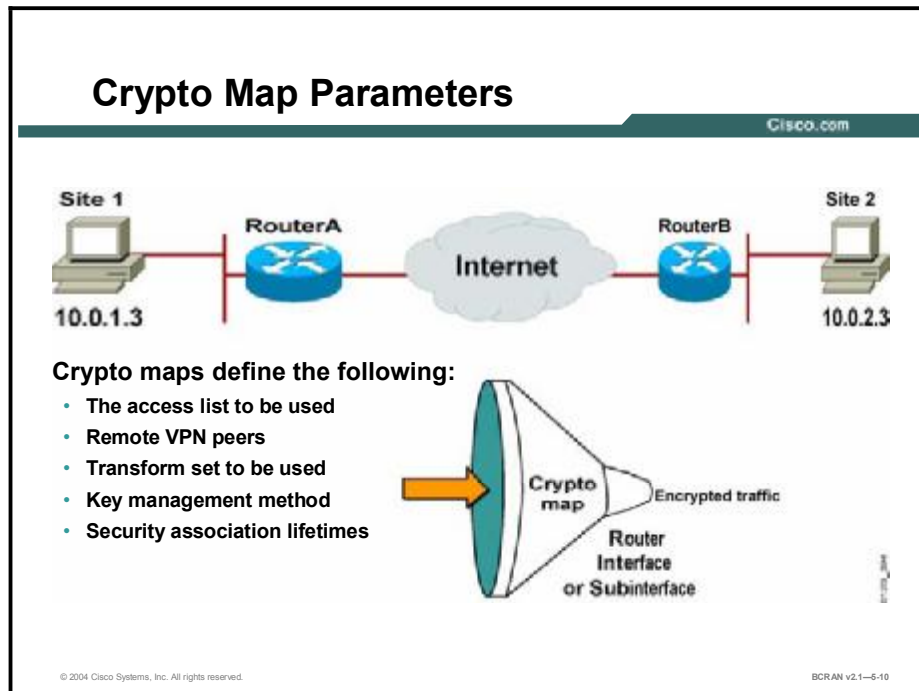 Crypto Map Parameters
Cisco.com
Site 1
Site 2
RouterA
RouterB
Internet
10.0.1.3
10.0.2.3
Crypto maps define the following:
• The access list to be used
• Remote VPN peers
• Transform set to be used
• Key management method
• Security association lifetimes
Crypto
map
Encrypted traffic
Router
Interface
or Subinterface
© 2004 Cisco Systems, Inc. All rights reserved.
BCRAN v2.1—5-10